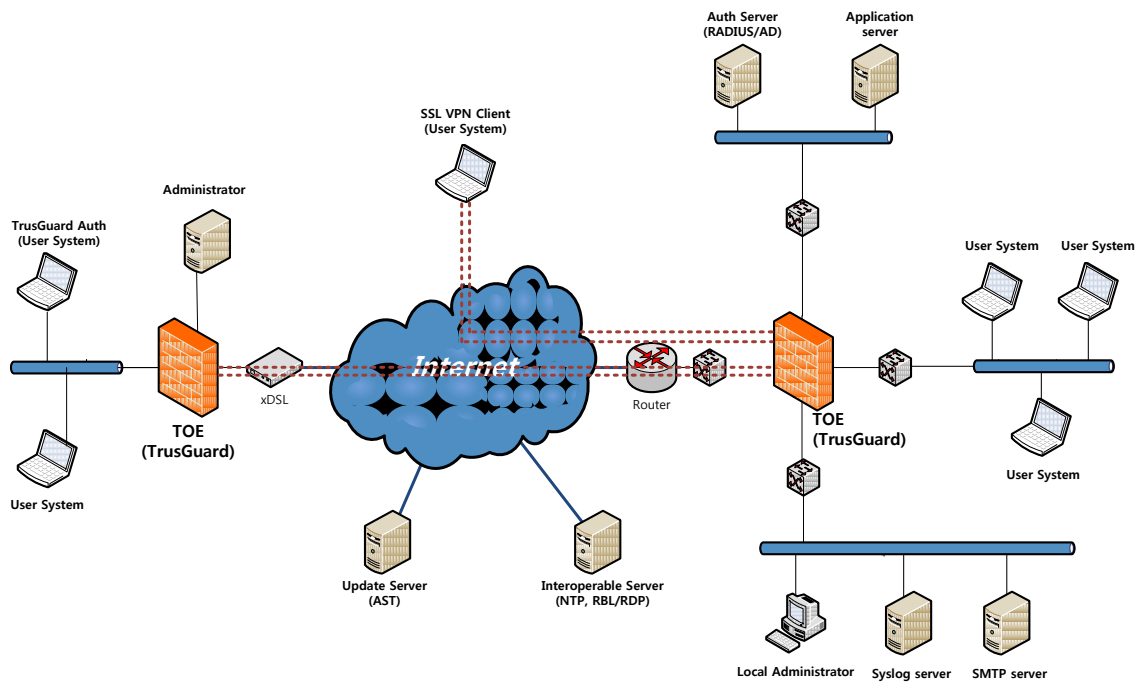 Auth Server
(RADIUS/AD)
Application
server
SSL VPN Client
(User System)
Administrator
TrusGuard Auth
(User System)
User System
User System
Internet
xDSL
Router
TOE
(TrusGuard)
TOE
(TrusGuard)
User System
User System
Update Server
(AST)
Interoperable Server
(NTP, RBL/RDP)
Local Administrator
Syslog server
SMTP server